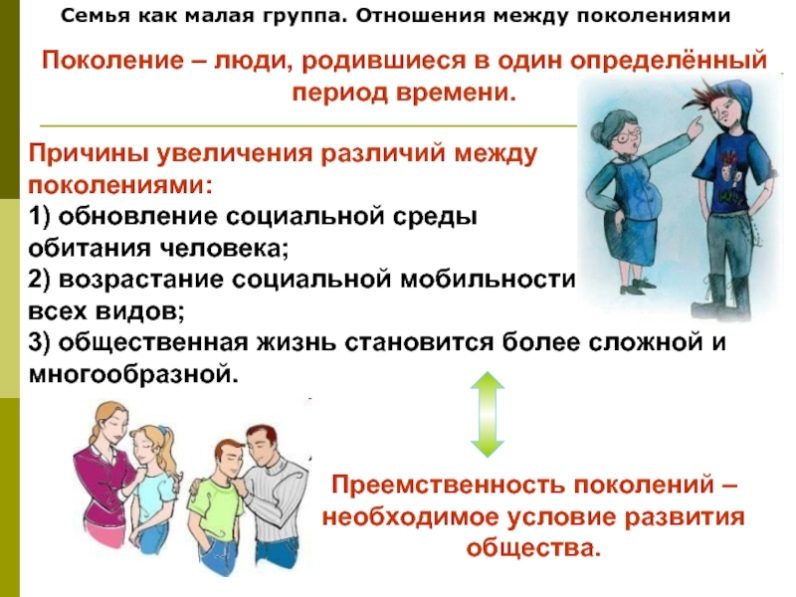 Семья как малая группа. Отношения между поколениями
Поколение – люди, родившиеся в один определённый
период времени.
Причины увеличения различий между
поколениями:
1) обновление социальной среды
обитания человека;
2) возрастание социальной мобильности
всех видов;
3) общественная жизнь становится более сложной и
многообразной.
Преемственность поколений –
необходимое условие развития
общества.